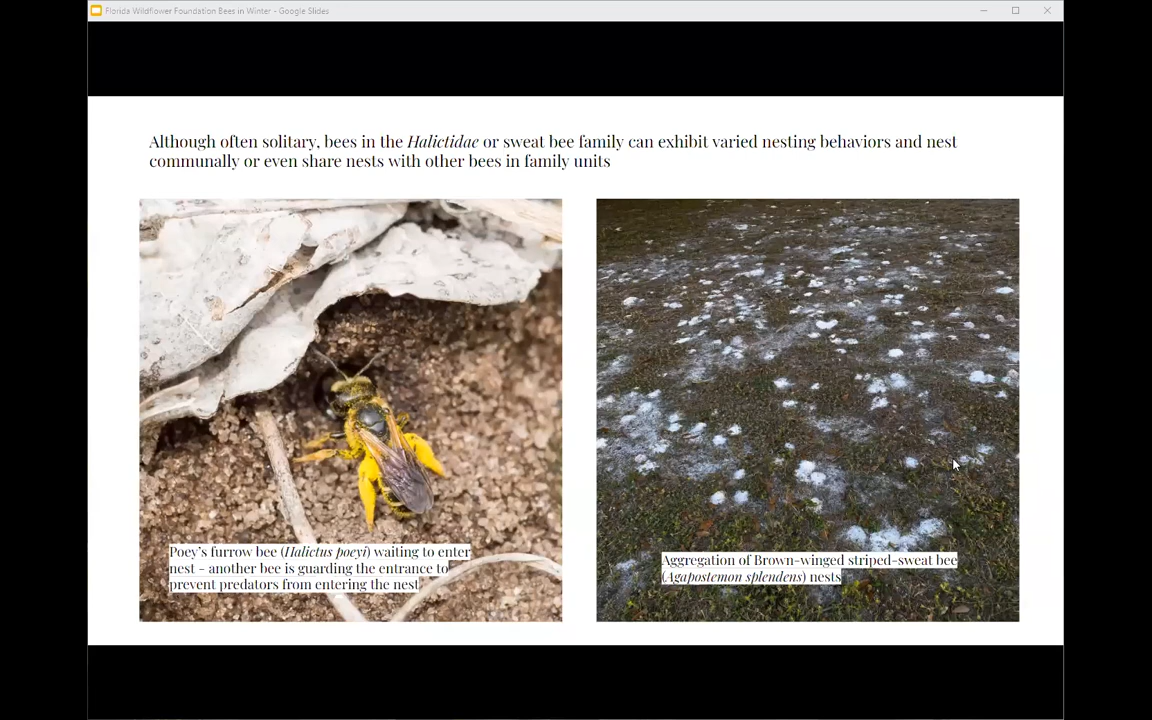 Florida Wildflower Foundation Bees in Winter - Google Slides
Although often solitary, bees in the Halictidae or sweat bee family can exhibit varied nesting behaviors and nest
communally or even share nests with other bees in family units
Poey's furrow bee (Halictus poeyi) waiting to enter
nest - another bee is guarding the entrance to
prevent predators from entering the nest
Aggregation of Brown-winged striped-sweat bee
(Agapostemon splendens) nests